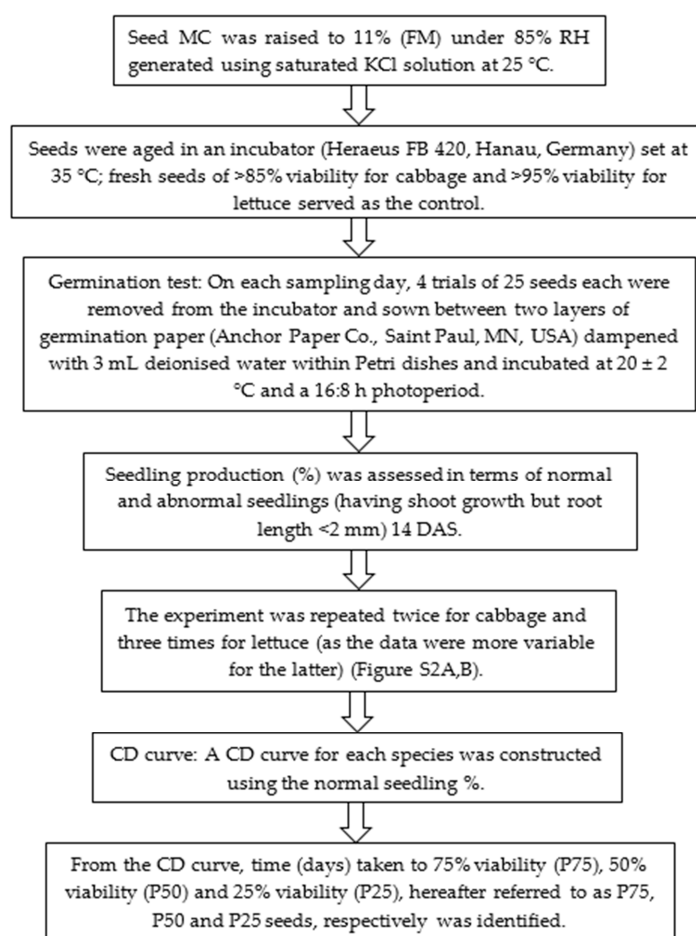 Seed MC was raised to 11% (FM) under 85% RH
generated using saturated KCl solution at 25 °C.
Seeds were aged in an incubator (Heraeus FB 420, Hanau, Germany) set at
35 °C; fresh seeds of >85% viability for cabbage and >95% viability for
lettuce served as the control.
Germination test: On each sampling day, 4 trials of 25 seeds each were
removed from the incubator and sown between two layers of
germination paper (Anchor Paper Co., Saint Paul, MN, USA) dampened
with 3 mL deionised water within Petri dishes and incubated at 20 ± 2
°C and a 16:8 h photoperiod.
Seedling production (%) was assessed in terms of normal
and abnormal seedlings (having shoot growth but root
length <2 mm) 14 DAS.
The experiment was repeated twice for cabbage and
three times for lettuce (as the data were more variable
for the latter) (Figure S2A,B).
CD curve: A CD curve for each species was constructed
using the normal seedling %.
From the CD curve, time (days) taken to 75% viability (P75), 50%
viability (P50) and 25% viability (P25), hereafter referred to as P75,
P50 and P25 seeds, respectively was identified.